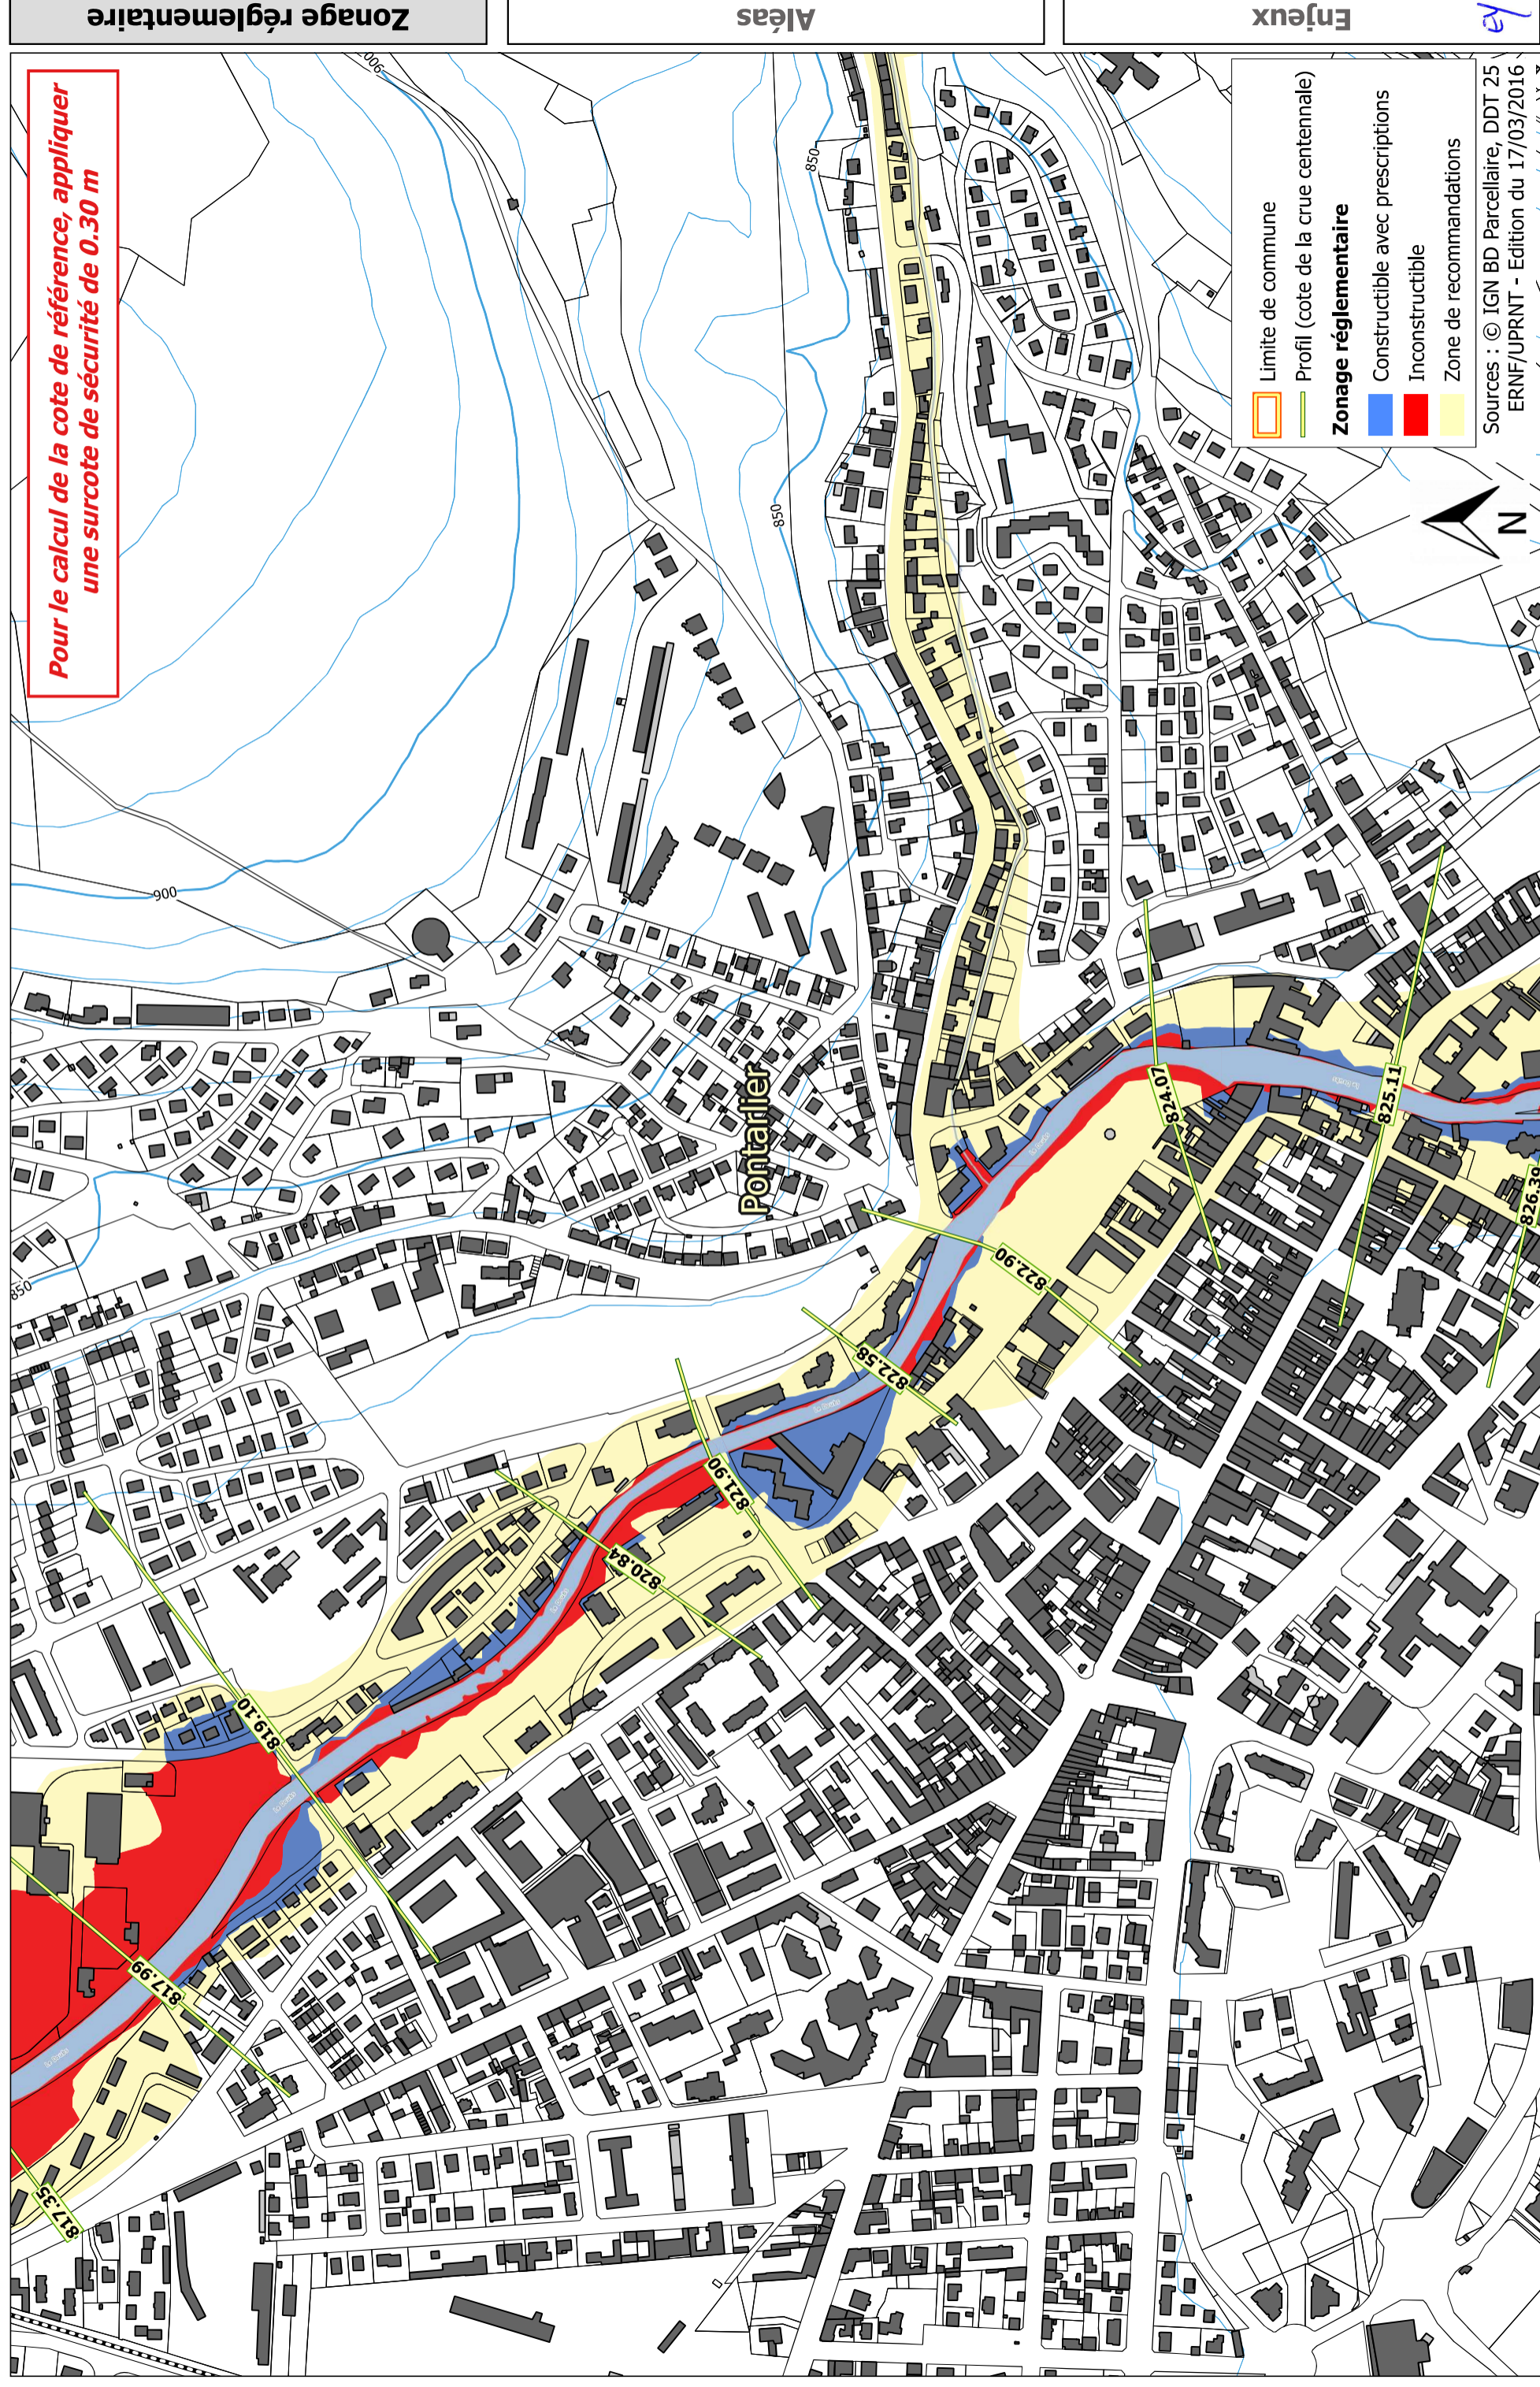 Zonage réglementaire
Aléas
Enjeux
Pour le calcul de la cote de référence, appliquer
une surcote de sécurité de 0.30 m
Limite de commune
Profil (cote de la crue centennale)
Zonage réglementaire
Constructible avec prescriptions
Inconstructible
Zone de recommandations
Sources : © IGN BD Parcellaire, DDT 25
ERNF/UPRNT - Edition du 17/03/2016
N
Pontarlier
850
850
900
850
817.35
817.99
819.10
820.84
821.90
822.58
822.90
824.07
825.11
826.39